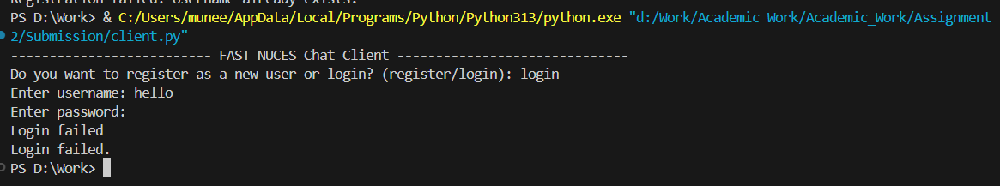 Registration failed: Username already exists.
PS D:\Work> & C:/Users/munee/AppData/Local/Programs/Python/Python313/python.exe "d:/Work/Academic Work/Academic_Work/Assignment
2/Submission/client.py"
-------------------------- FAST NUCES Chat Client ------------------------------
Do you want to register as a new user or login? (register/login): login
Enter username: hello
Enter password:
Login failed
Login failed.
PS D:\Work>